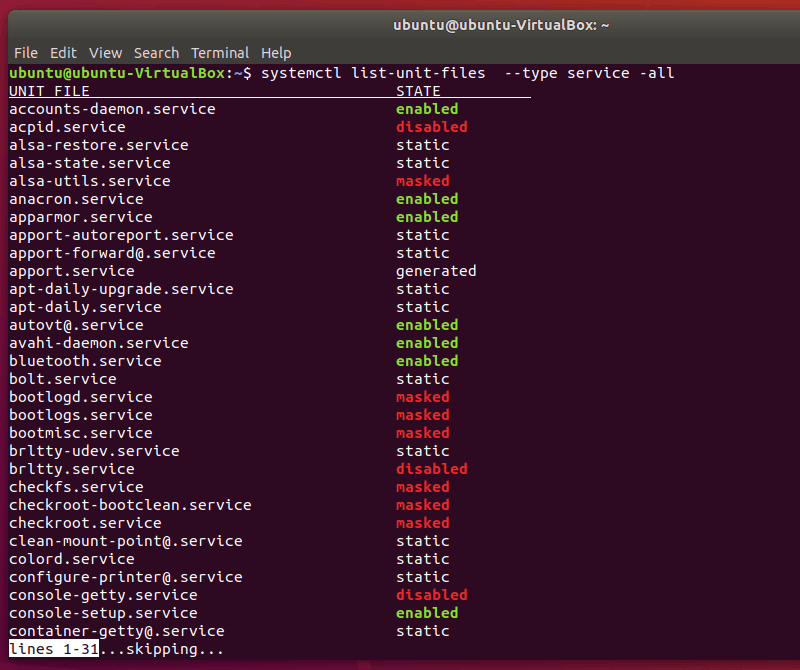 ubuntu@ubuntu-VirtualBox: ~
File Edit View Search Terminal Help
ubuntu@ubuntu-VirtualBox:~$ systemctl list-unit-files  --type service -all
UNIT FILE STATE
accounts-daemon.service enabled
acpid.service disabled
alsa-restore.service static
alsa-state.service static
alsa-utils.service masked
anacron.service enabled
apparmor.service enabled
apport-autoreport.service static
apport-forward@.service static
apport.service generated
apt-daily-upgrade.service static
apt-daily.service static
autovt@.service enabled
avahi-daemon.service enabled
bluetooth.service enabled
bolt.service static
bootlogd.service masked
bootlogs.service masked
bootmisc.service masked
brltty-udev.service static
brltty.service disabled
checkfs.service masked
checkroot-bootclean.service masked
checkroot.service masked
clean-mount-point@.service static
colord.service static
configure-printer@.service static
console-getty.service disabled
console-setup.service enabled
container-getty@.service static
lines 1-31...skipping...